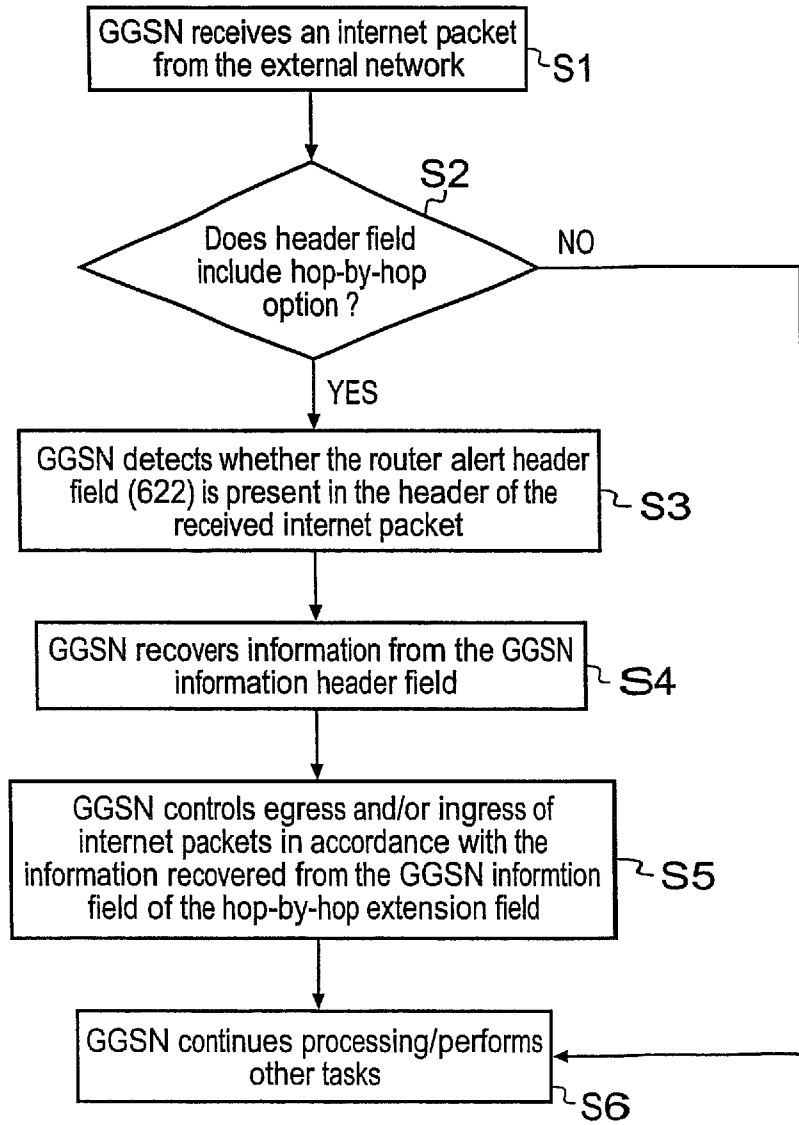 GGSN receives an internet packet
from the external network
S1
S2
Does header field
include hop-by-hop
option ?
NO
YES
GGSN detects whether the router alert header
field (622) is present in the header of the
received internet packet
S3
GGSN recovers information from the GGSN
information header field
S4
GGSN controls egress and/or ingress of
internet packets in accordance with the
information recovered from the GGSN informtion
field of the hop-by-hop extension field
S5
GGSN continues processing/performs
other tasks
S6